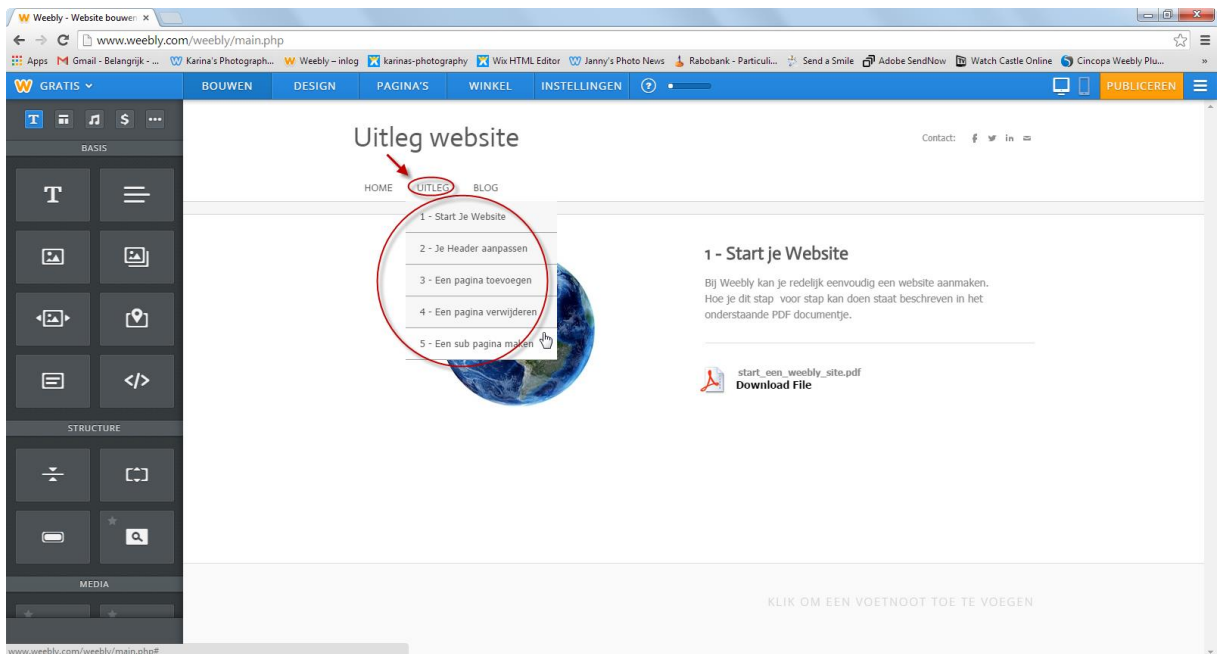 Weebly - Website bouwen
www.weebly.com/weebly/main.php
Apps Gmail - Belangrijk - ... Karina's Photograph... Weebly – inlog karinas-photography Wix HTML Editor Janny's Photo News Rabobank - Particuli... Send a Smile Adobe SendNow Watch Castle Online Cincopa Weebly Plu... »
GRATIS BOUWEN DESIGN PAGINA'S WINKEL INSTELLINGEN ? PUBLICEREN
T $
BASIS
T
</>
STRUCTURE
MEDIA
Uitleg website
Contact: f in
HOME UITLEG BLOG
1 - Start Je Website
2 - Je Header aanpassen
3 - Een pagina toevoegen
4 - Een pagina verwijderen
5 - Een sub pagina maken
1 - Start je Website
Bij Weebly kan je redelijk eenvoudig een website aanmaken.
Hoe je dit stap voor stap kan doen staat beschreven in het
onderstaande PDF documentje.
start_een_weebly_site.pdf
Download File
KLIK OM EEN VOETNOOT TOE TE VOEGEN
www.weebly.com/weebly/main.php#